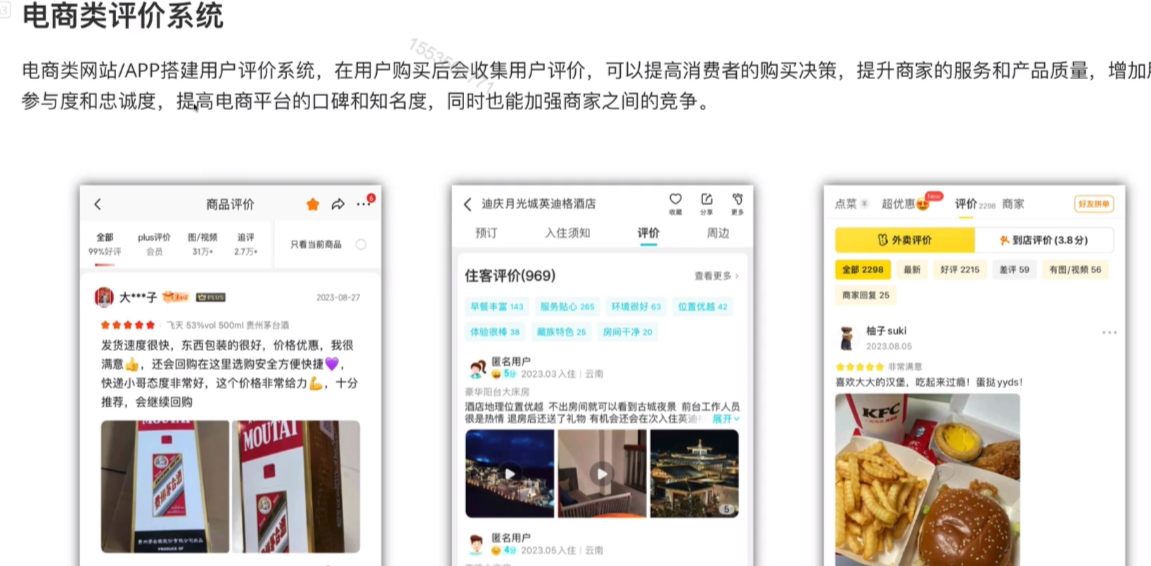 电商类评价系统
电商类网站/APP搭建用户评价系统，在用户购买后会收集用户评价，可以提高消费者的购买决策，提升商家的服务和产品质量，增加
参与度和忠诚度，提高电商平台的口碑和知名度，同时也能加强商家之间的竞争。
商品评价
6
全部 plus评价 图/视频 追评
99%好评 会员 31万+ 2.7万+
只看当前商品
大***子 PLUS 2023-08-27
飞天 53%vol 500ml 贵州茅台酒
发货速度很快，东西包装的很好，价格优惠，我很
满意👍，还会回购在这里选购安全方便快捷💜，
快递小哥态度非常好，这个价格非常给力💪，十分
推荐，会继续回购
MOUTAI
贵州茅台酒
MOUTAI
贵州茅台酒
PRODUCE OF
迪庆月光城英迪格酒店
收藏 分享 更多
预订 入住须知 评价 周边
住客评价(969) 查看更多
早餐丰富 143 服务贴心 265 环境很好 63 位置优越 42
体验很棒 38 藏族特色 25 房间干净 20
匿名用户
5分 2023.03入住 | 云南
豪华阳台大床房
酒店地理位置优越 不出房间就可以看到古城夜景 前台工作人员
很是热情 退房后还送了礼物 有机会还会在次入住英迪 展开
5
匿名用户
4分 2023.05入住 | 云南
点菜 超优惠 New 评价 2298 商家 好友拼单
外卖评价 到店评价 (3.8分)
全部 2298 最新 好评 2215 差评 59 有图/视频 56
商家回复 25
柚子suki
2023.08.05
非常满意
喜欢大大的汉堡，吃起来过瘾！蛋挞yyds!
KFC